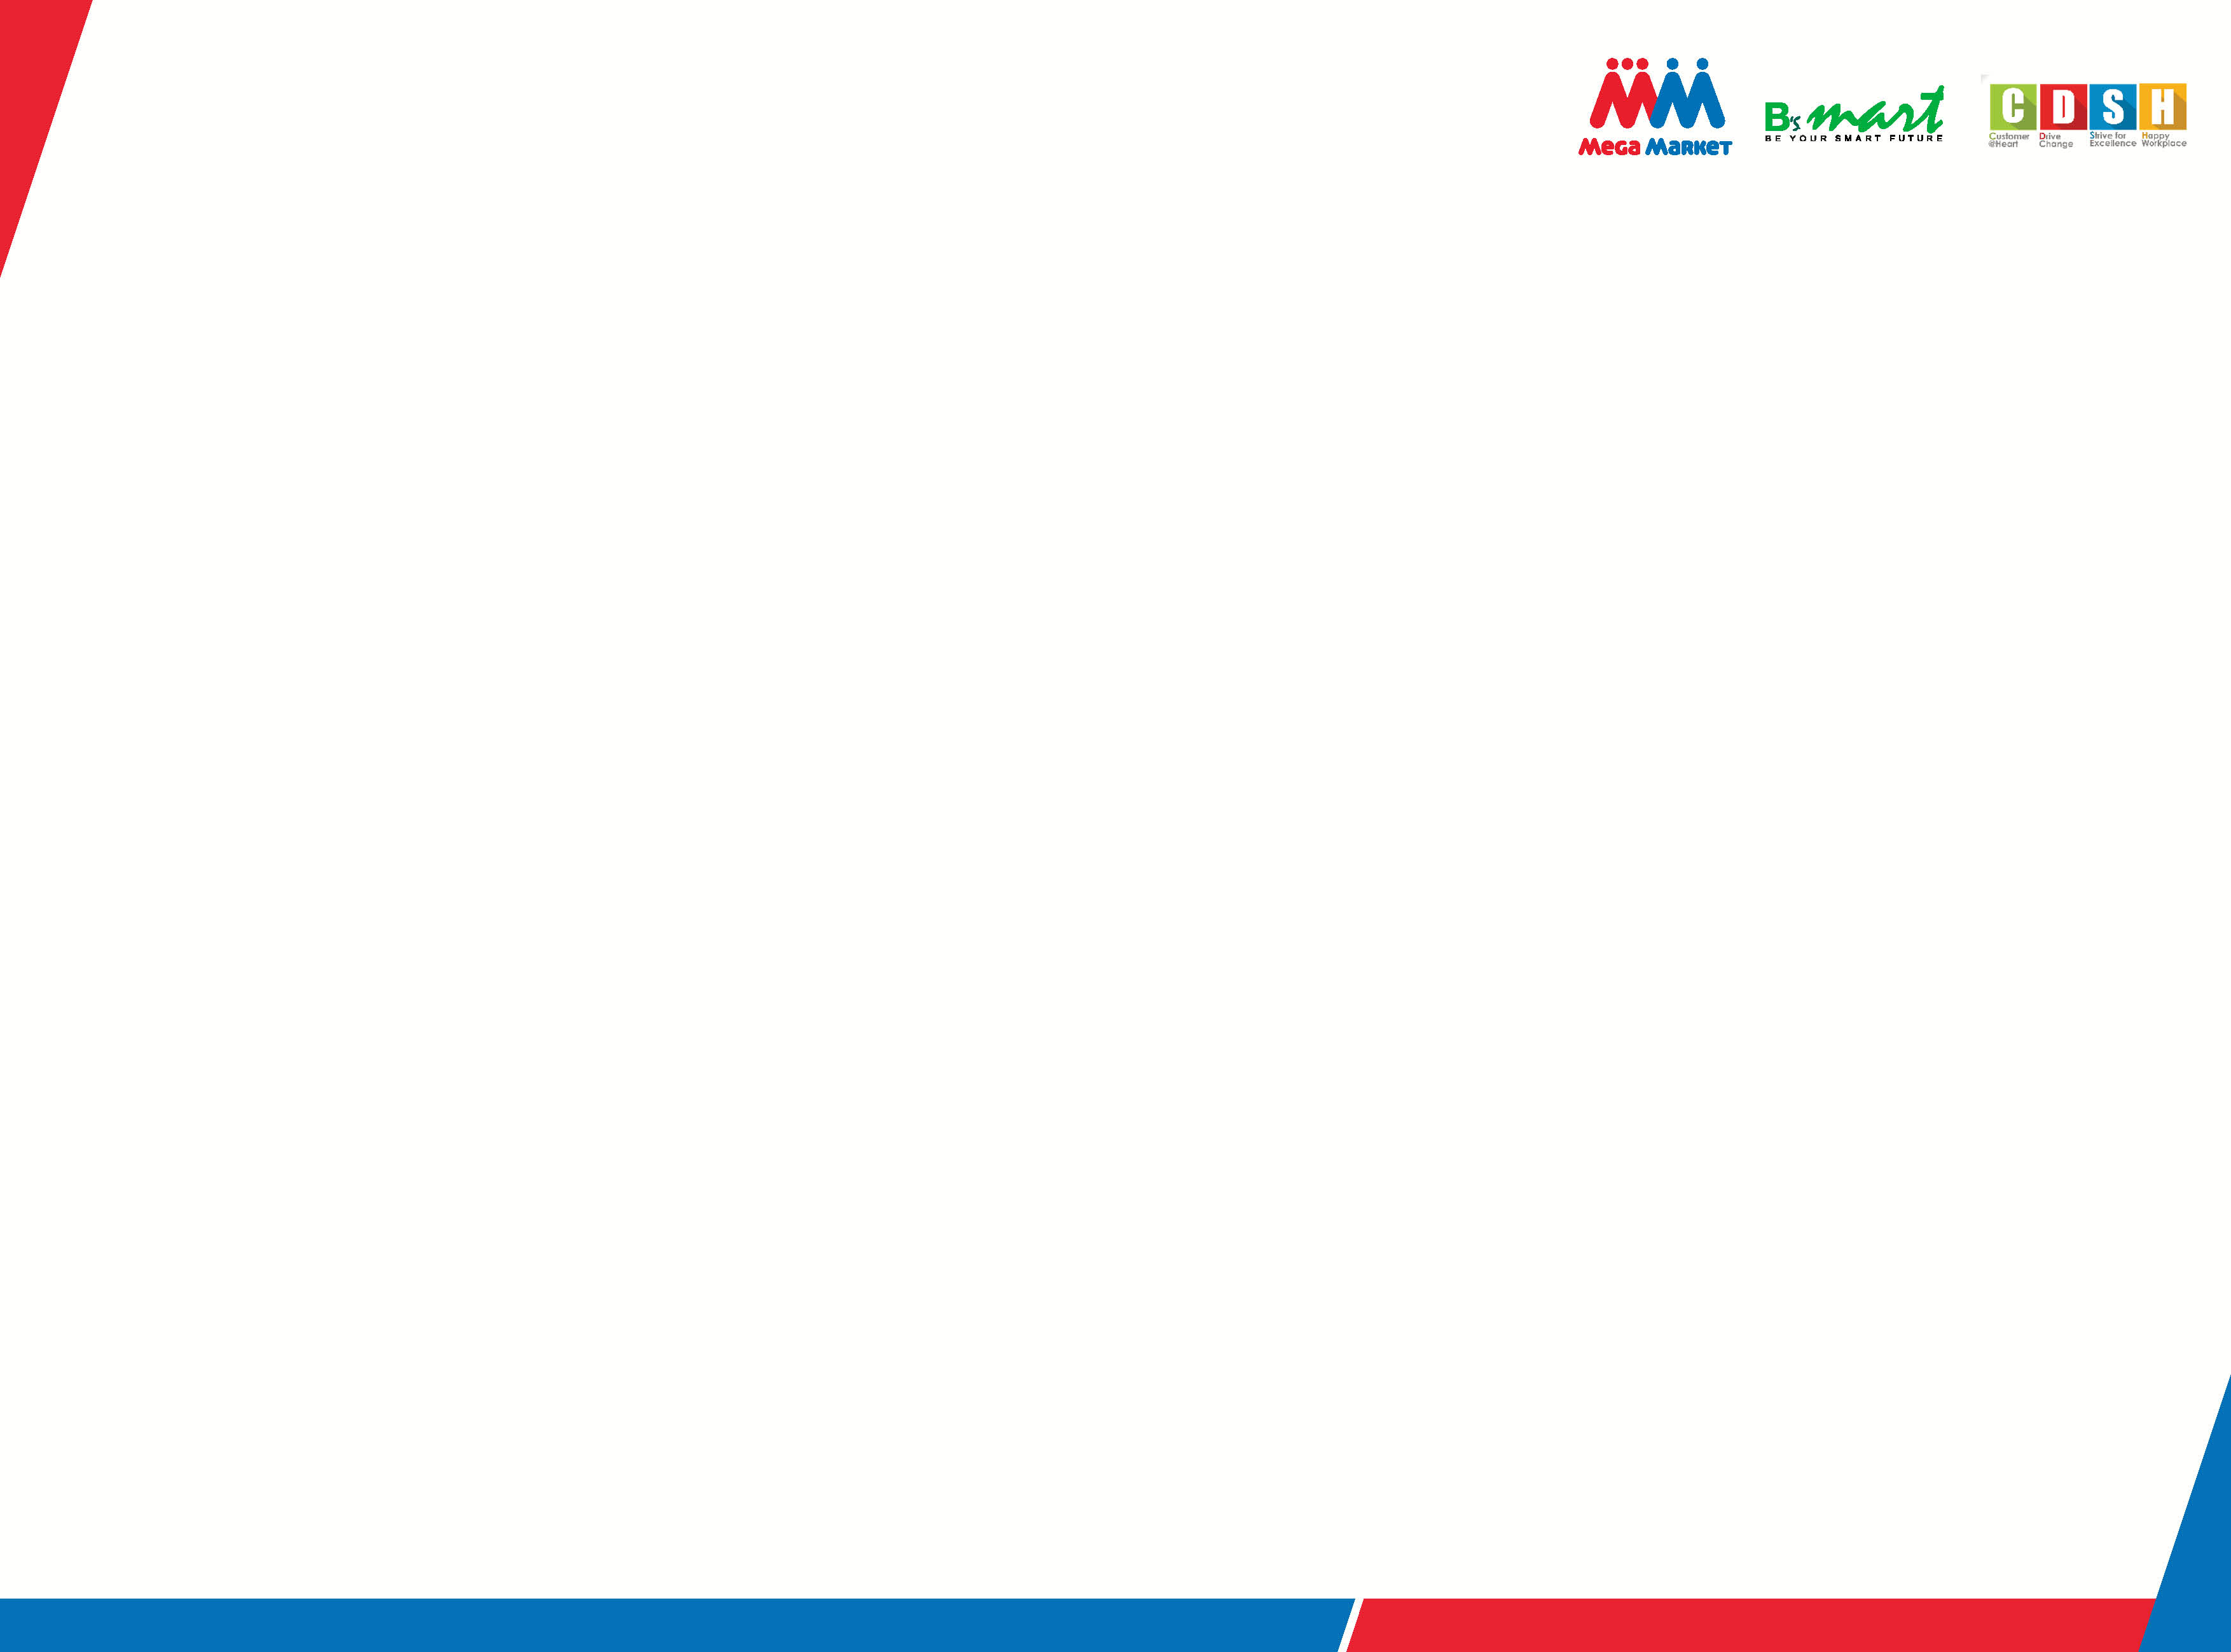 Mega Market
B's mart
BE YOUR SMART FUTURE
C D S H
Customer @Heart
Drive Change
Strive for Excellence
Happy Workplace